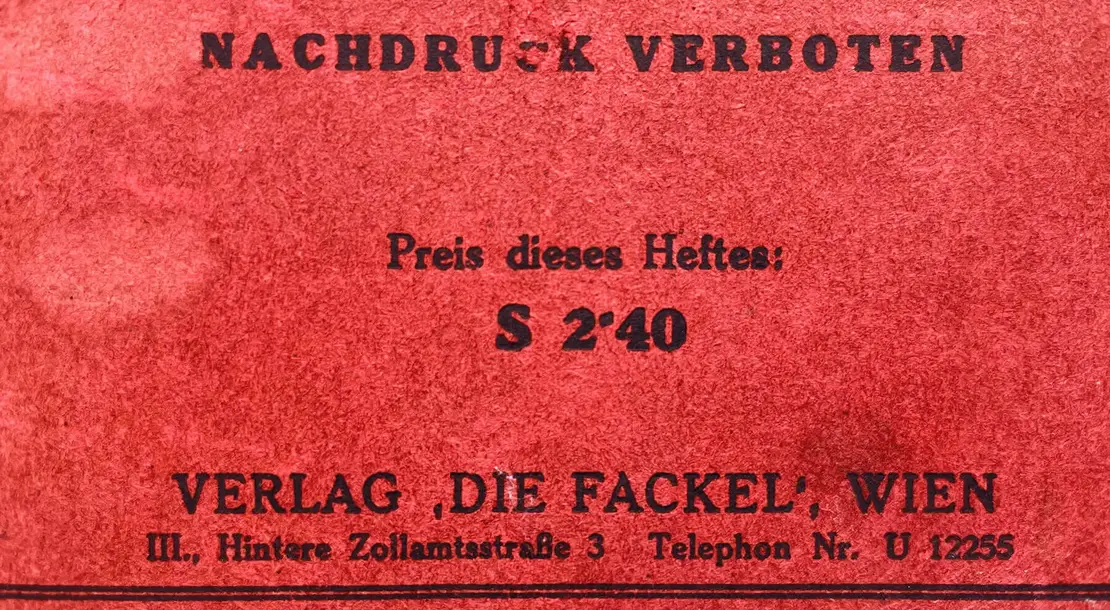 NACHDRUCK VERBOTEN
Preis dieses Heftes:
S 2·40
VERLAG ‚DIE FACKEL‘, WIEN
III., Hintere Zollamtsstraße 3 Telephon Nr. U 12255